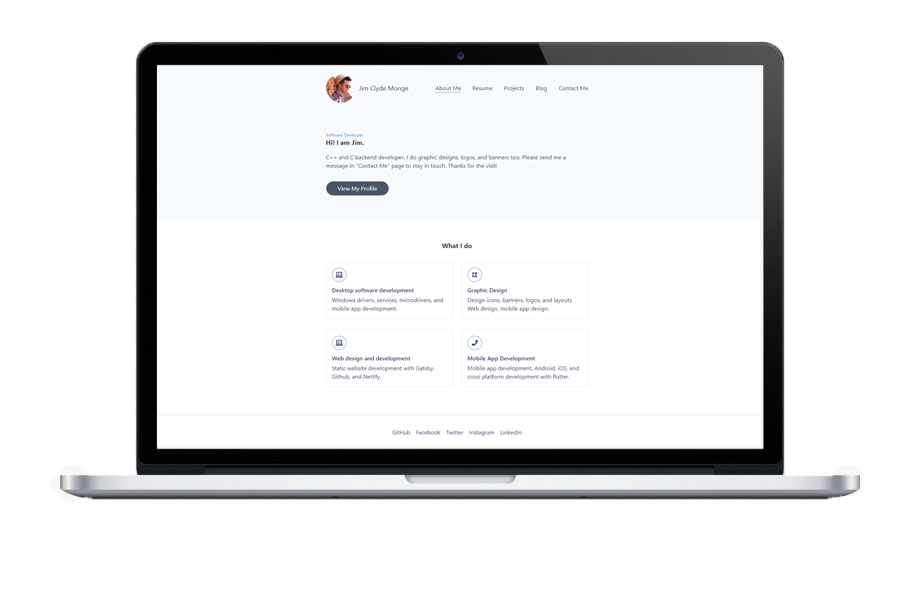 Jim Clyde Monge
About Me Resume Projects Blog Contact Me
Software Developer
Hi! I am Jim.
C++ and C backend developer. I do graphic designs, logos, and banners too. Please send me a
message in "Contact Me" page to stay in touch. Thanks for the visit!
View My Profile
What I do
Desktop software development
Windows drivers, services, microdrivers, and
mobile app development.
Graphic Design
Design icons, banners, logos, and layouts.
Web design, mobile app design.
Web design and development
Static website development with Gatsby,
Github, and Netlify.
Mobile App Development
Mobile app development. Android, iOS, and
cross platform development with flutter.
GitHub Facebook Twitter Instagram LinkedIn